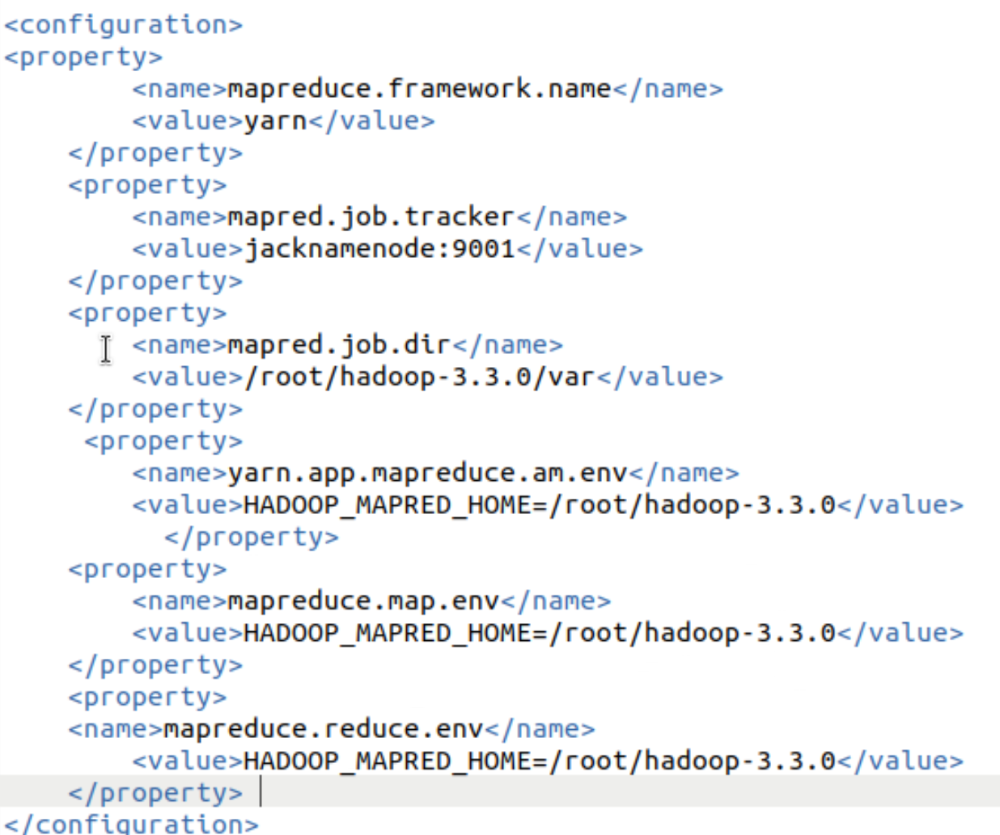 <configuration>
<property>
        <name>mapreduce.framework.name</name>
        <value>yarn</value>
    </property>
    <property>
        <name>mapred.job.tracker</name>
        <value>jacknamenode:9001</value>
    </property>
    <property>
        <name>mapred.job.dir</name>
        <value>/root/hadoop-3.3.0/var</value>
    </property>
     <property>
        <name>yarn.app.mapreduce.am.env</name>
        <value>HADOOP_MAPRED_HOME=/root/hadoop-3.3.0</value>
          </property>
    <property>
        <name>mapreduce.map.env</name>
        <value>HADOOP_MAPRED_HOME=/root/hadoop-3.3.0</value>
    </property>
    <property>
    <name>mapreduce.reduce.env</name>
        <value>HADOOP_MAPRED_HOME=/root/hadoop-3.3.0</value>
    </property>
</configuration>